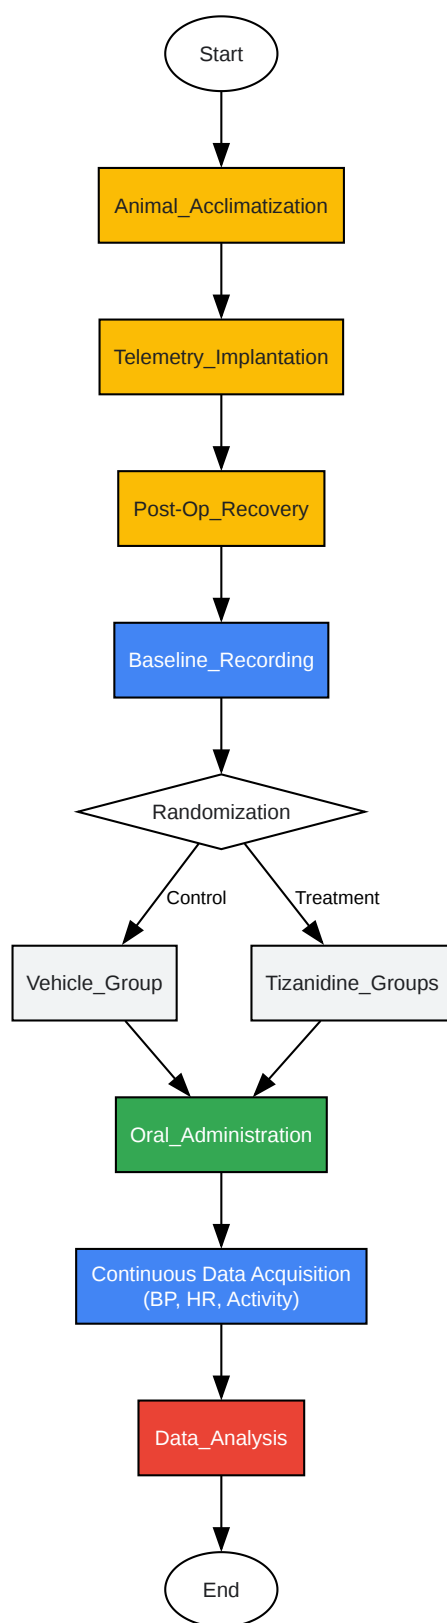 Start
Animal_Acclimatization
Telemetry_Implantation
Post-Op_Recovery
Baseline_Recording
Randomization
Control
Treatment
Vehicle_Group
Tizanidine_Groups
Oral_Administration
Continuous Data Acquisition
(BP, HR, Activity)
Data_Analysis
End